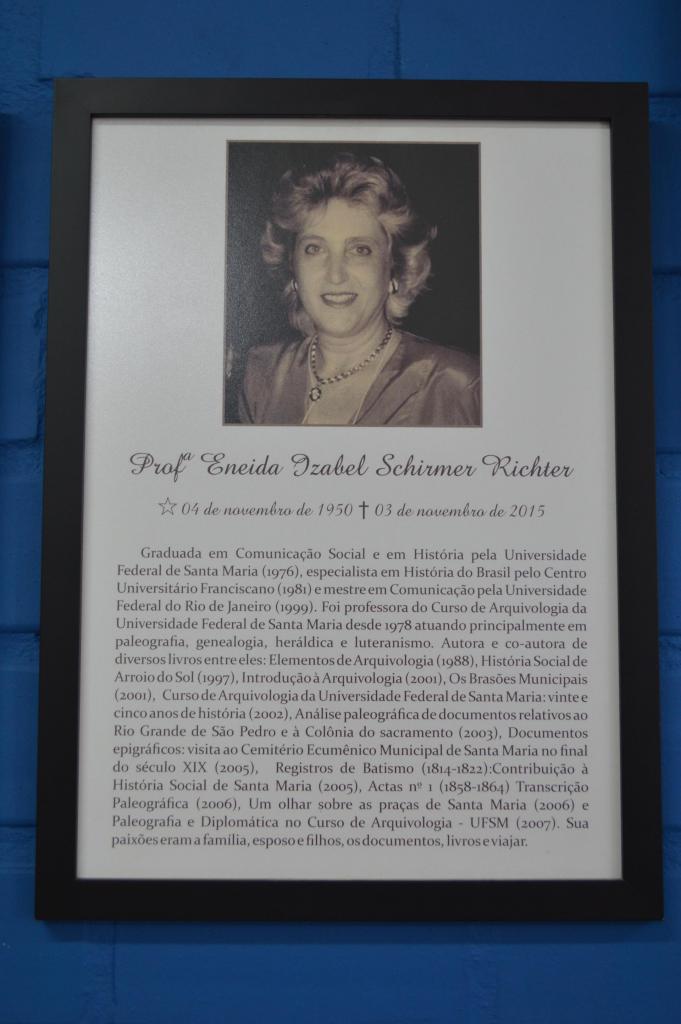 Profª Eneida Izabel Schirmer Richter
☆ 04 de novembro de 1950 † 03 de novembro de 2015
Graduada em Comunicação Social e em História pela Universidade
Federal de Santa Maria (1976), especialista em História do Brasil pelo Centro
Universitário Franciscano (1981) e mestre em Comunicação pela Universidade
Federal do Rio de Janeiro (1999). Foi professora do Curso de Arquivologia da
Universidade Federal de Santa Maria desde 1978 atuando principalmente em
paleografia, genealogia, heráldica e luteranismo. Autora e co-autora de
diversos livros entre eles: Elementos de Arquivologia (1988), História Social de
Arroio do Sol (1997), Introdução à Arquivologia (2001), Os Brasões Municipais
(2001), Curso de Arquivologia da Universidade Federal de Santa Maria: vinte e
cinco anos de história (2002), Análise paleográfica de documentos relativos ao
Rio Grande de São Pedro e à Colônia do sacramento (2003), Documentos
epigráficos: visita ao Cemitério Ecumênico Municipal de Santa Maria no final
do século XIX (2005), Registros de Batismo (1814-1822):Contribuição à
História Social de Santa Maria (2005), Actas nº 1 (1858-1864) Transcrição
Paleográfica (2006), Um olhar sobre as praças de Santa Maria (2006) e
Paleografia e Diplomática no Curso de Arquivologia - UFSM (2007). Sua
paixões eram a família, esposo e filhos, os documentos, livros e viajar.